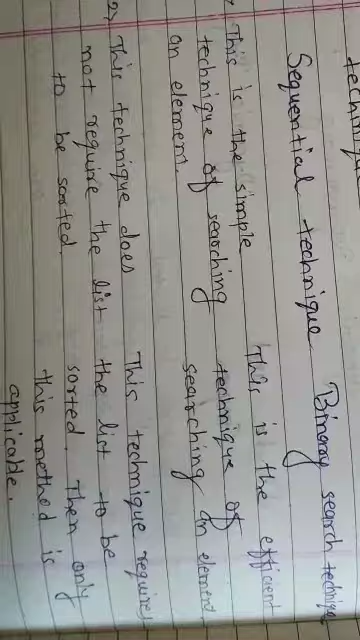 Sequential technique Binary search technique
1) This is the simple This is the efficient
technique of searching technique of
an element. searching an element.
2) This technique does This technique requires
not require the list the list to be
to be sorted sorted. Then only
this method is
applicable.